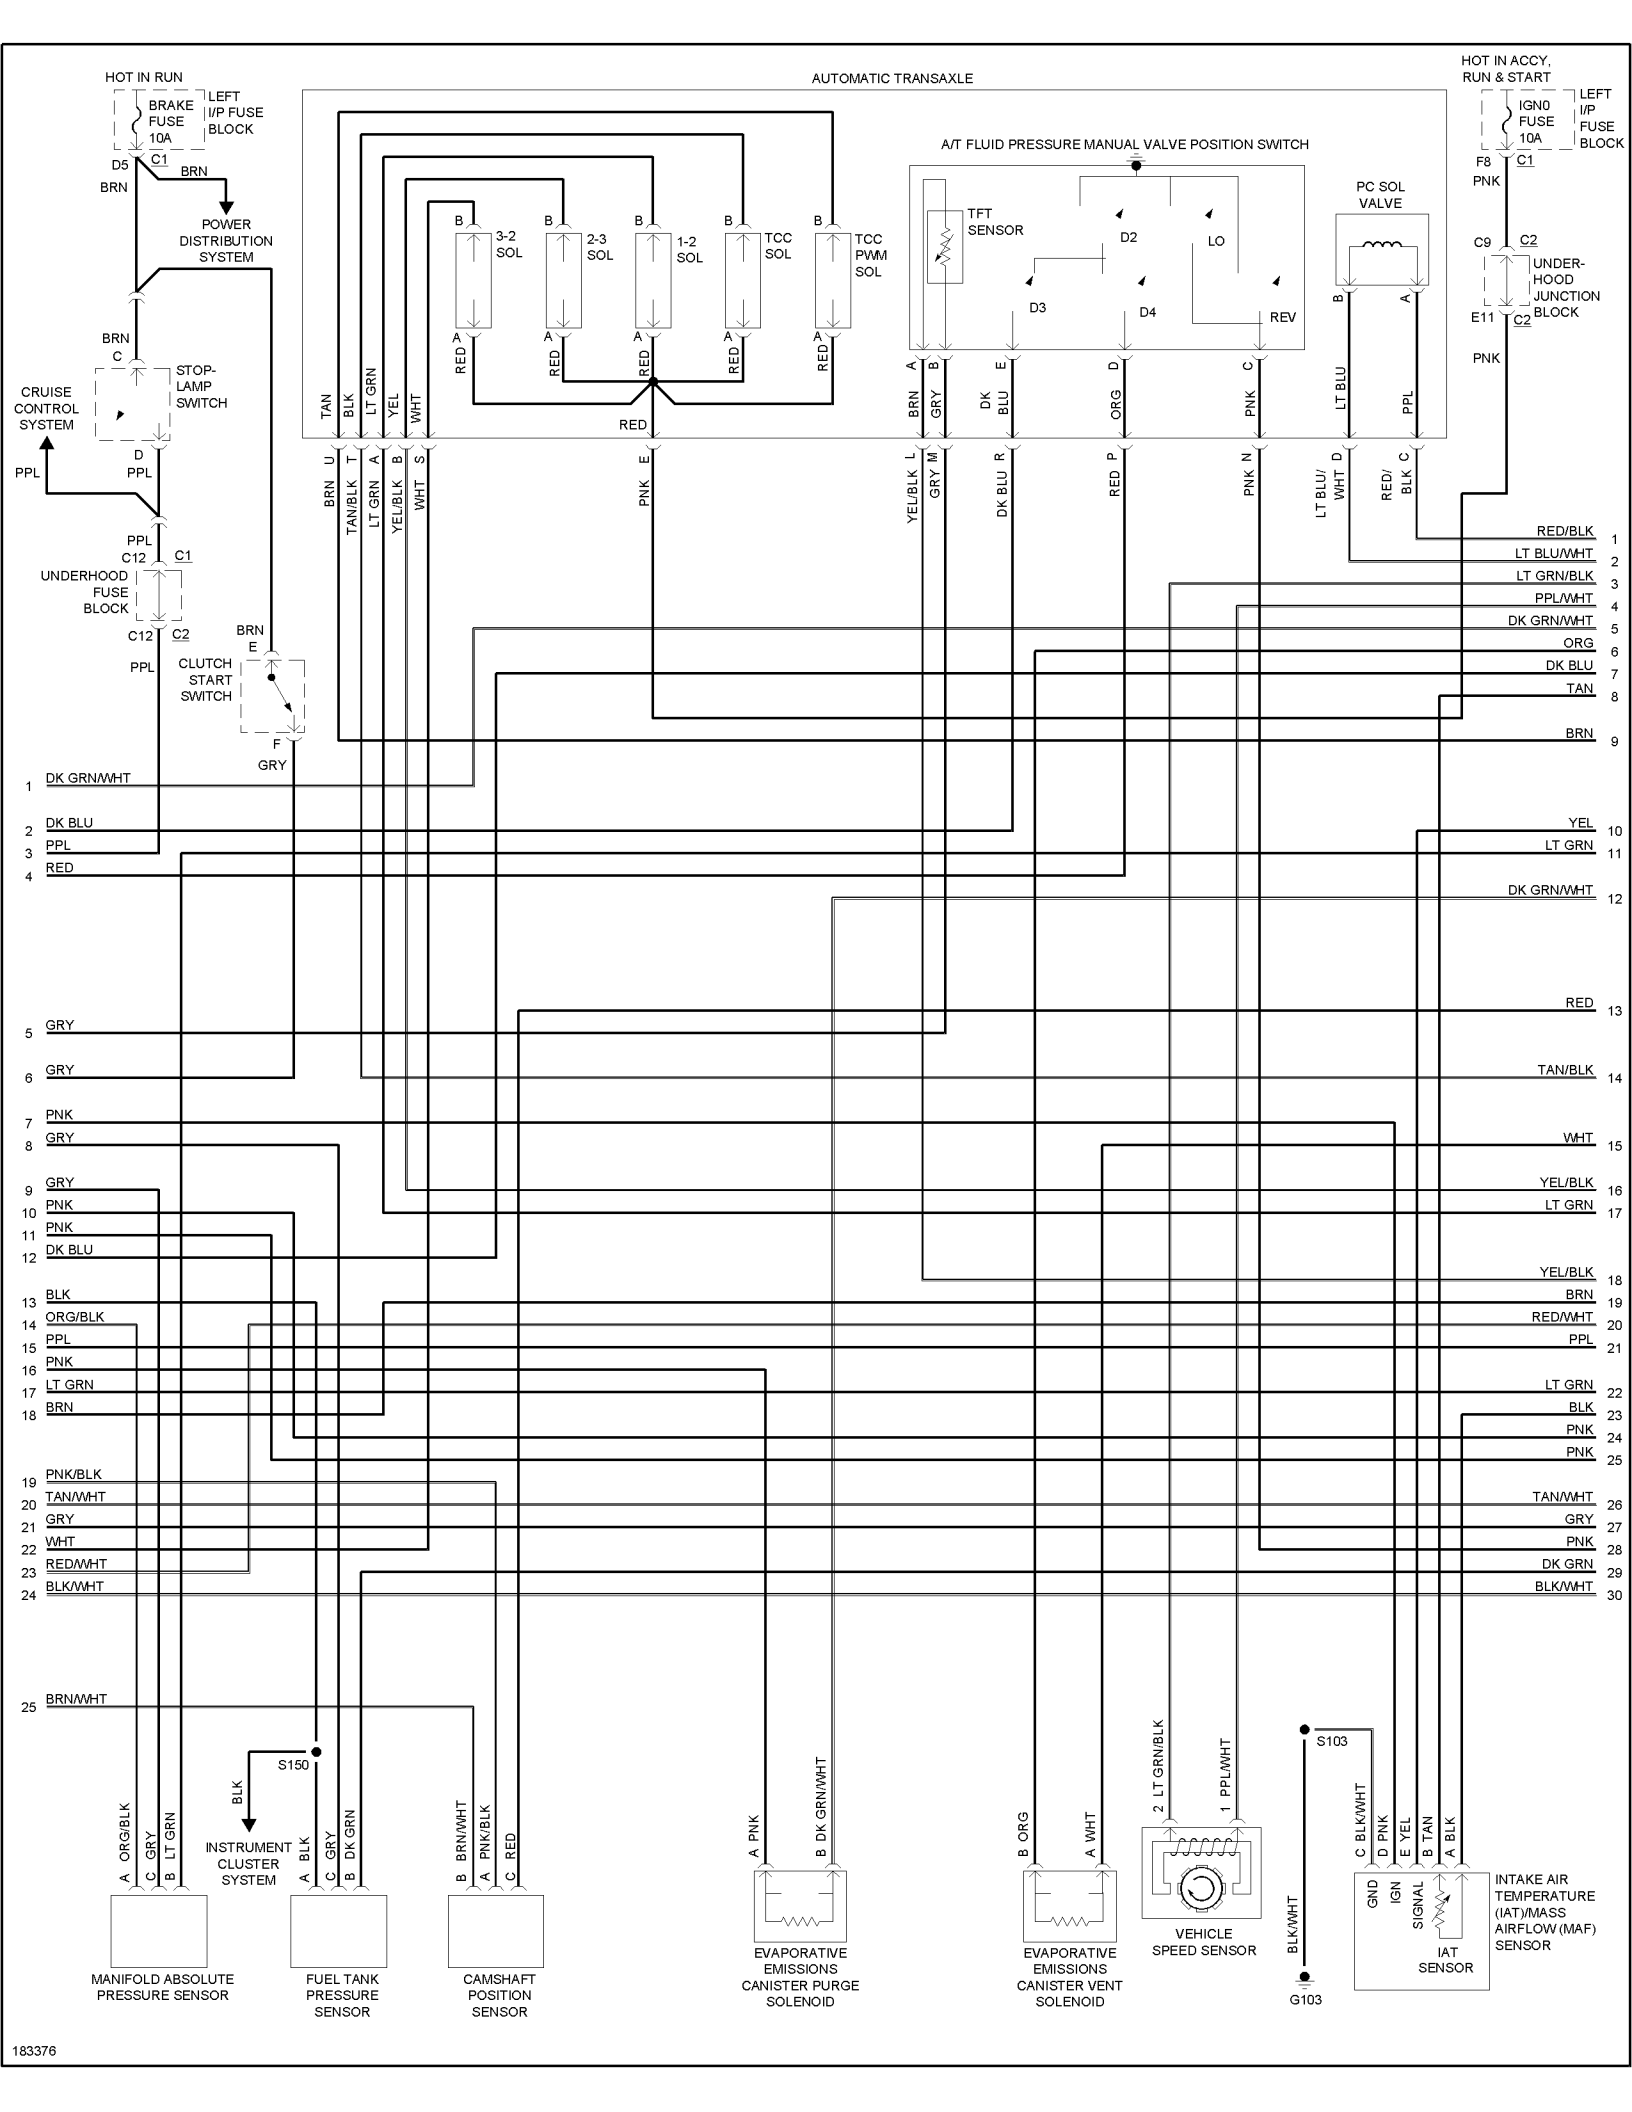 HOT IN RUN
BRAKE
FUSE
10A
LEFT
I/P FUSE
BLOCK
D5
C1
BRN
BRN
POWER
DISTRIBUTION
SYSTEM
BRN
C
STOP-
LAMP
SWITCH
CRUISE
CONTROL
SYSTEM
PPL
D
PPL
PPL
C12
C1
UNDERHOOD
FUSE
BLOCK
C12
C2
PPL
BRN
E
CLUTCH
START
SWITCH
F
GRY
AUTOMATIC TRANSAXLE
B
3-2
SOL
A
RED
B
2-3
SOL
A
RED
B
1-2
SOL
A
RED
B
TCC
SOL
A
RED
B
TCC
PWM
SOL
A
RED
TAN
BLK
LT GRN
YEL
WHT
RED
U
T
A
B
S
E
BRN
TAN/BLK
LT GRN
YEL/BLK
WHT
PNK
A/T FLUID PRESSURE MANUAL VALVE POSITION SWITCH
TFT
SENSOR
D2
LO
D3
D4
REV
A
B
E
D
C
BRN
GRY
DK
BLU
ORG
PNK
L
M
R
P
N
YEL/BLK
GRY
DK BLU
RED
PNK
PC SOL
VALVE
B
A
LT BLU
PPL
D
C
LT BLU/
WHT
RED/
BLK
HOT IN ACCY,
RUN & START
IGN0
FUSE
10A
LEFT
I/P
FUSE
BLOCK
F8
C1
PNK
C9
C2
UNDER-
HOOD
JUNCTION
BLOCK
E11
C2
PNK
RED/BLK 1
LT BLU/WHT 2
LT GRN/BLK 3
PPL/WHT 4
DK GRN/WHT 5
ORG 6
DK BLU 7
TAN 8
BRN 9
YEL 10
LT GRN 11
DK GRN/WHT 12
RED 13
TAN/BLK 14
WHT 15
YEL/BLK 16
LT GRN 17
YEL/BLK 18
BRN 19
RED/WHT 20
PPL 21
LT GRN 22
BLK 23
PNK 24
PNK 25
TAN/WHT 26
GRY 27
PNK 28
DK GRN 29
BLK/WHT 30
1 DK GRN/WHT
2 DK BLU
3 PPL
4 RED
5 GRY
6 GRY
7 PNK
8 GRY
9 GRY
10 PNK
11 PNK
12 DK BLU
13 BLK
14 ORG/BLK
15 PPL
16 PNK
17 LT GRN
18 BRN
19 PNK/BLK
20 TAN/WHT
21 GRY
22 WHT
23 RED/WHT
24 BLK/WHT
25 BRN/WHT
A ORG/BLK
C GRY
B LT GRN
MANIFOLD ABSOLUTE
PRESSURE SENSOR
S150
BLK
INSTRUMENT
CLUSTER
SYSTEM
A BLK
C GRY
B DK GRN
FUEL TANK
PRESSURE
SENSOR
B BRN/WHT
A PNK/BLK
C RED
CAMSHAFT
POSITION
SENSOR
A PNK
B DK GRN/WHT
EVAPORATIVE
EMISSIONS
CANISTER PURGE
SOLENOID
B ORG
A WHT
EVAPORATIVE
EMISSIONS
CANISTER VENT
SOLENOID
2 LT GRN/BLK
1 PPL/WHT
VEHICLE
SPEED SENSOR
S103
BLK/WHT
G103
C BLK/WHT
D PNK
E YEL
B TAN
A BLK
GND
IGN
SIGNAL
IAT
SENSOR
INTAKE AIR
TEMPERATURE
(IAT)/MASS
AIRFLOW (MAF)
SENSOR
183376